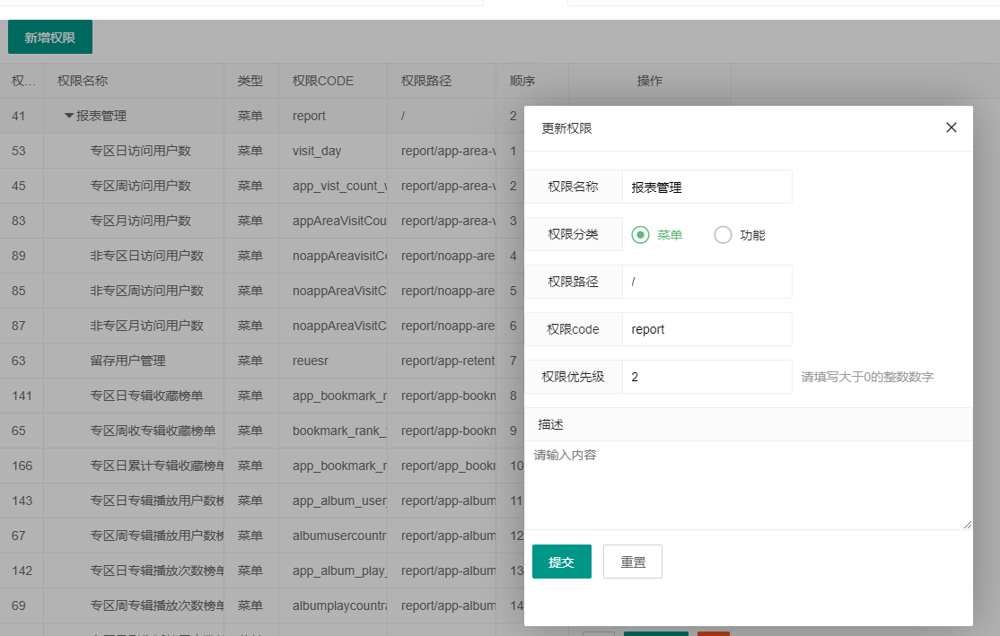 新增权限
权... 权限名称 类型 权限CODE 权限路径 顺序 操作
41 报表管理 菜单 report / 2
53 专区日访问用户数 菜单 visit_day report/app-area-v 1
45 专区周访问用户数 菜单 app_vist_count_w report/app-area-v 2
83 专区月访问用户数 菜单 appAreaVisitCou report/app-area-v 3
89 非专区日访问用户数 菜单 noappAreavisitCo report/noapp-are 4
85 非专区周访问用户数 菜单 noappAreaVisitC report/noapp-are 5
87 非专区月访问用户数 菜单 noappAreaVisitC report/noapp-are 6
63 留存用户管理 菜单 reuesr report/app-retent 7
141 专区日专辑收藏榜单 菜单 app_bookmark_r report/app-bookn 8
65 专区周收专辑收藏榜单 菜单 bookmark_rank_ report/app-bookn 9
166 专区日累计专辑收藏榜单 菜单 app_bookmark_r report/app_bookr 10
143 专区日专辑播放用户数榜 菜单 app_album_user_ report/app-album 11
67 专区周专辑播放用户数榜 菜单 albumusercountr report/app-album 12
142 专区日专辑播放次数榜单 菜单 app_album_play_ report/app-album 13
69 专区周专辑播放次数榜单 菜单 albumplaycountra report/app-album 14
更新权限
权限名称 报表管理
权限分类 菜单 功能
权限路径 /
权限code report
权限优先级 2 请填写大于0的整数数字
描述
请输入内容
提交 重置